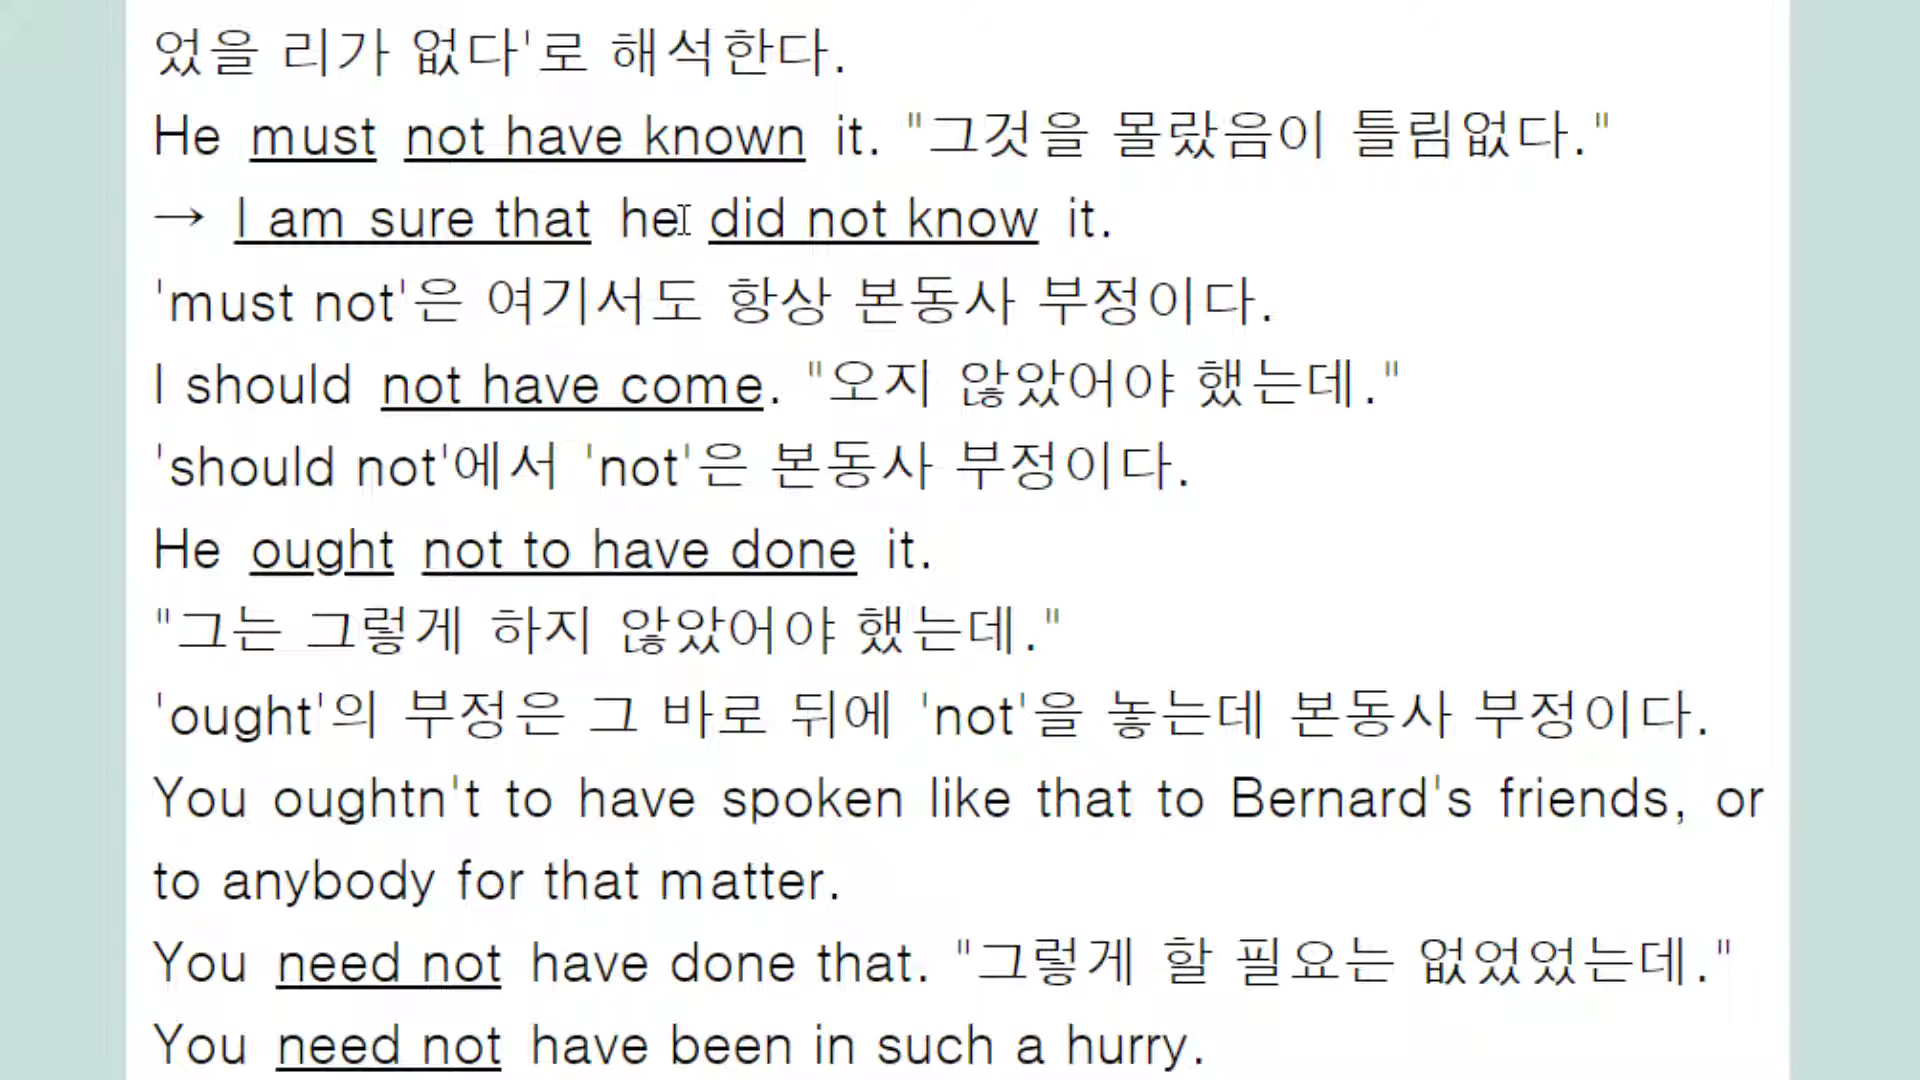 었을 리가 없다'로 해석한다.
He must not have known it. "그것을 몰랐음이 틀림없다."
→ I am sure that he did not know it.
'must not'은 여기서도 항상 본동사 부정이다.
I should not have come. "오지 않았어야 했는데."
'should not'에서 'not'은 본동사 부정이다.
He ought not to have done it.
"그는 그렇게 하지 않았어야 했는데."
'ought'의 부정은 그 바로 뒤에 'not'을 놓는데 본동사 부정이다.
You oughtn't to have spoken like that to Bernard's friends, or
to anybody for that matter.
You need not have done that. "그렇게 할 필요는 없었었는데."
You need not have been in such a hurry.